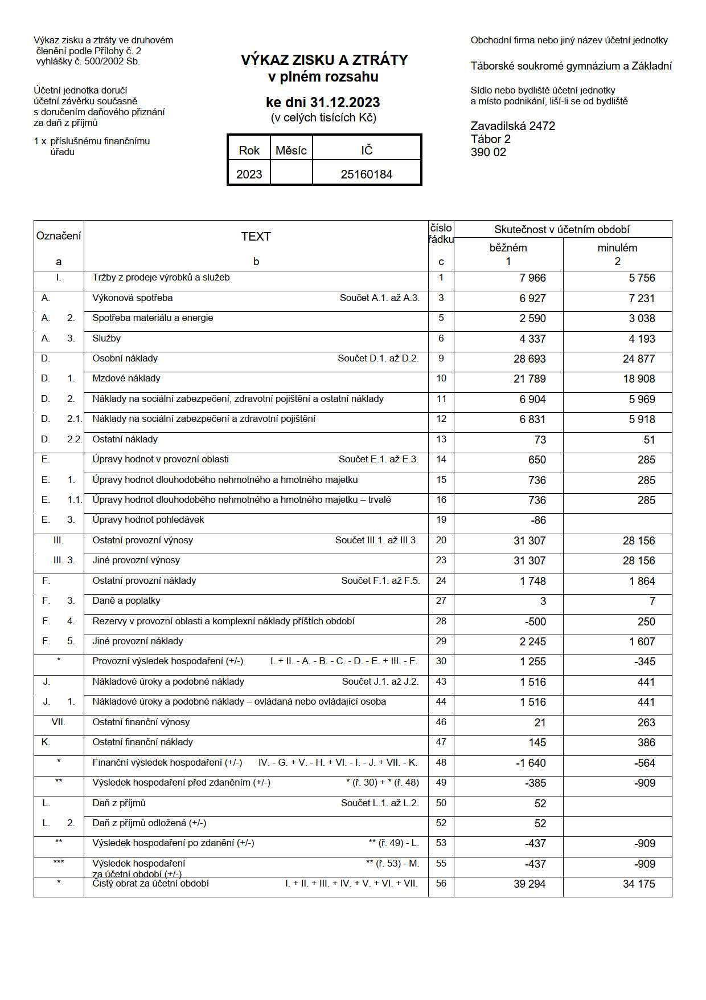 Výkaz zisku a ztráty ve druhovém
členění podle Přílohy č. 2
vyhlášky č. 500/2002 Sb.
Účetní jednotka doručí
účetní závěrku současně
s doručením daňového přiznání
za daň z příjmů
1 x příslušnému finančnímu
úřadu
VÝKAZ ZISKU A ZTRÁTY
v plném rozsahu
ke dni 31.12.2023
(v celých tisících Kč)
Rok Měsíc IČ
2023 25160184
Obchodní firma nebo jiný název účetní jednotky
Táborské soukromé gymnázium a Základní
Sídlo nebo bydliště účetní jednotky
a místo podnikání, liší-li se od bydliště
Zavadilská 2472
Tábor 2
390 02
Označení TEXT číslo řádku Skutečnost v účetním období
běžném minulém
a b c 1 2
I. Tržby z prodeje výrobků a služeb 1 7 966 5 756
A. Výkonová spotřeba Součet A.1. až A.3. 3 6 927 7 231
A. 2. Spotřeba materiálu a energie 5 2 590 3 038
A. 3. Služby 6 4 337 4 193
D. Osobní náklady Součet D.1. až D.2. 9 28 693 24 877
D. 1. Mzdové náklady 10 21 789 18 908
D. 2. Náklady na sociální zabezpečení, zdravotní pojištění a ostatní náklady 11 6 904 5 969
D. 2.1. Náklady na sociální zabezpečení a zdravotní pojištění 12 6 831 5 918
D. 2.2. Ostatní náklady 13 73 51
E. Úpravy hodnot v provozní oblasti Součet E.1. až E.3. 14 650 285
E. 1. Úpravy hodnot dlouhodobého nehmotného a hmotného majetku 15 736 285
E. 1.1. Úpravy hodnot dlouhodobého nehmotného a hmotného majetku – trvalé 16 736 285
E. 3. Úpravy hodnot pohledávek 19 -86
III. Ostatní provozní výnosy Součet III.1. až III.3. 20 31 307 28 156
III. 3. Jiné provozní výnosy 23 31 307 28 156
F. Ostatní provozní náklady Součet F.1. až F.5. 24 1 748 1 864
F. 3. Daně a poplatky 27 3 7
F. 4. Rezervy v provozní oblasti a komplexní náklady příštích období 28 -500 250
F. 5. Jiné provozní náklady 29 2 245 1 607
* Provozní výsledek hospodaření (+/-) I. + II. - A. - B. - C. - D. - E. + III. - F. 30 1 255 -345
J. Nákladové úroky a podobné náklady Součet J.1. až J.2. 43 1 516 441
J. 1. Nákladové úroky a podobné náklady – ovládaná nebo ovládající osoba 44 1 516 441
VII. Ostatní finanční výnosy 46 21 263
K. Ostatní finanční náklady 47 145 386
* Finanční výsledek hospodaření (+/-) IV. - G. + V. - H. + VI. - I. - J. + VII. - K. 48 -1 640 -564
** Výsledek hospodaření před zdaněním (+/-) * (ř. 30) + * (ř. 48) 49 -385 -909
L. Daň z příjmů Součet L.1. až L.2. 50 52
L. 2. Daň z příjmů odložená (+/-) 52 52
** Výsledek hospodaření po zdanění (+/-) ** (ř. 49) - L. 53 -437 -909
*** Výsledek hospodaření ** (ř. 53) - M. 55 -437 -909
za účetní období (+/-)
* Čistý obrat za účetní období I. + II. + III. + IV. + V. + VI. + VII. 56 39 294 34 175